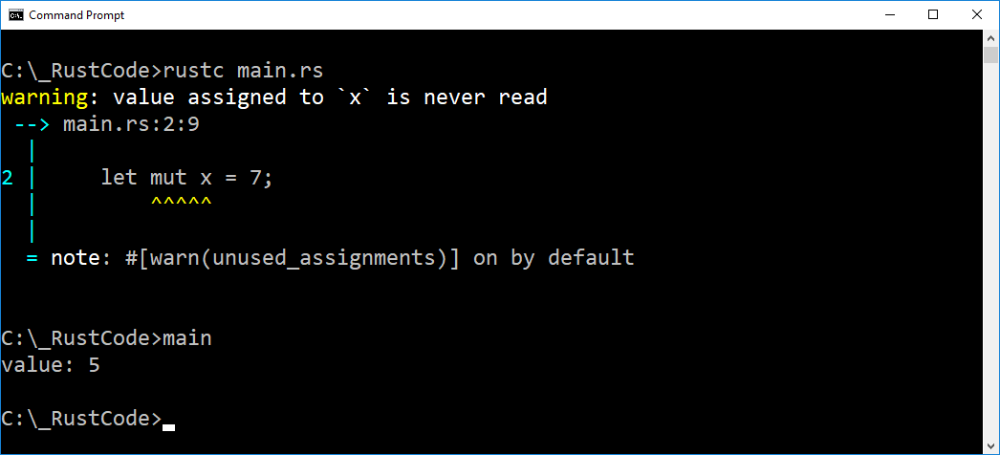 Command Prompt
C:\_RustCode>rustc main.rs
warning: value assigned to `x` is never read
 --> main.rs:2:9
  |
2 |     let mut x = 7;
  |         ^^^^^
  |
  = note: #[warn(unused_assignments)] on by default
C:\_RustCode>main
value: 5
C:\_RustCode>